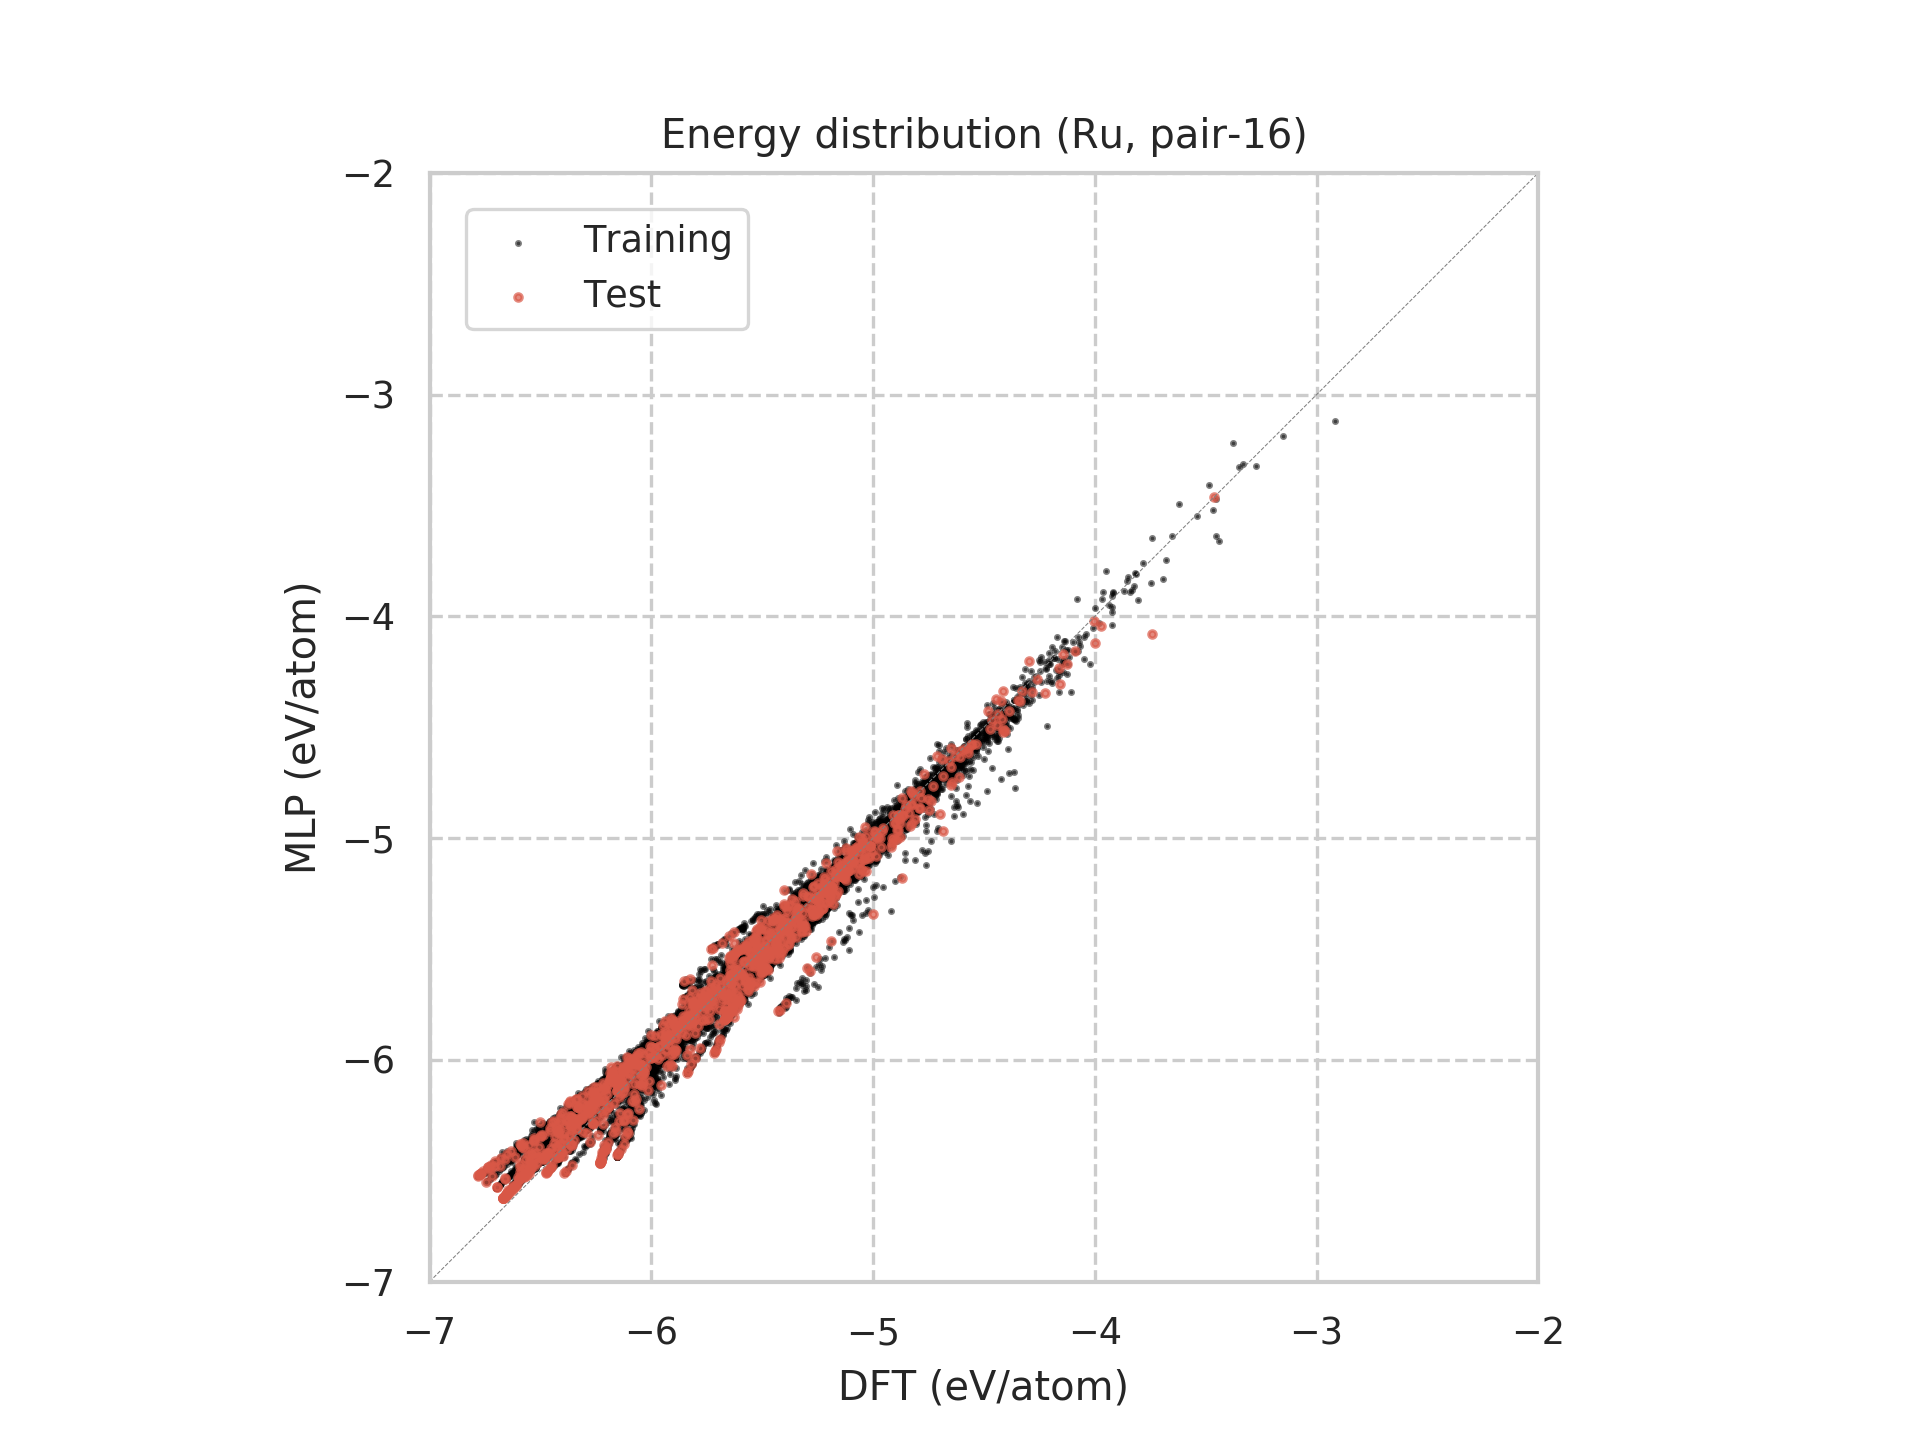 Energy distribution (Ru, pair-16)
−2
−3
−4
−5
−6
−7
MLP (eV/atom)
Training
Test
−7 −6 −5 −4 −3 −2
DFT (eV/atom)